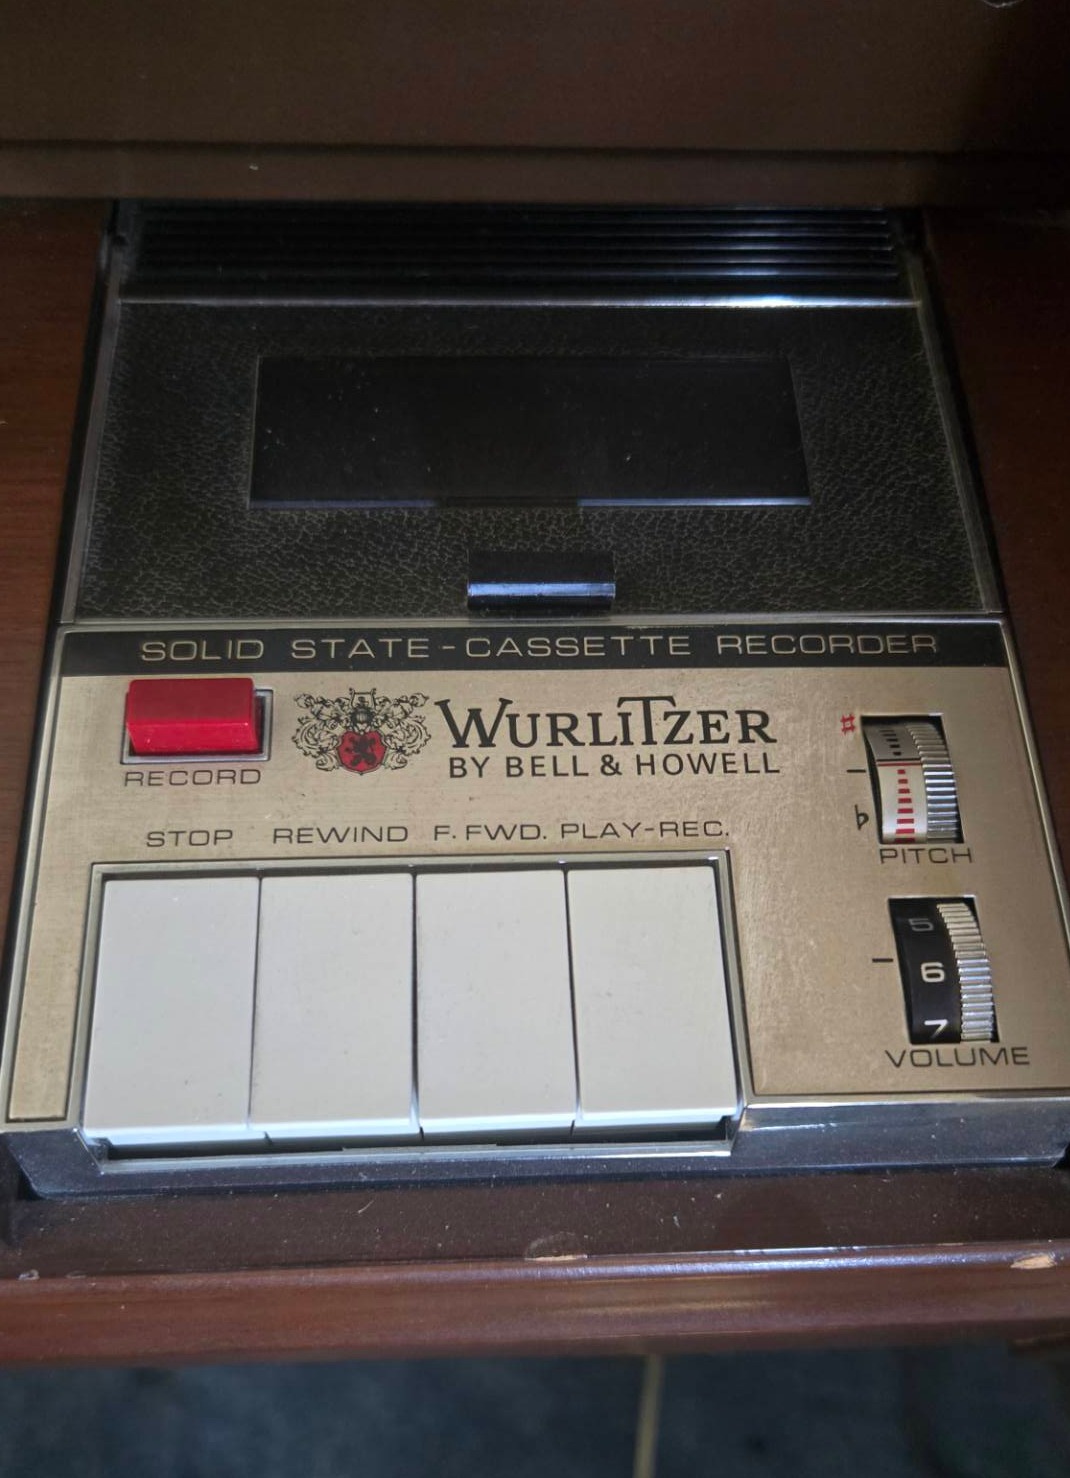 SOLID STATE-CASSETTE RECORDER
WURLITZER
BY BELL & HOWELL
RECORD
STOP REWIND F. FWD. PLAY-REC.
♯
♭
PITCH
5
6
7
VOLUME